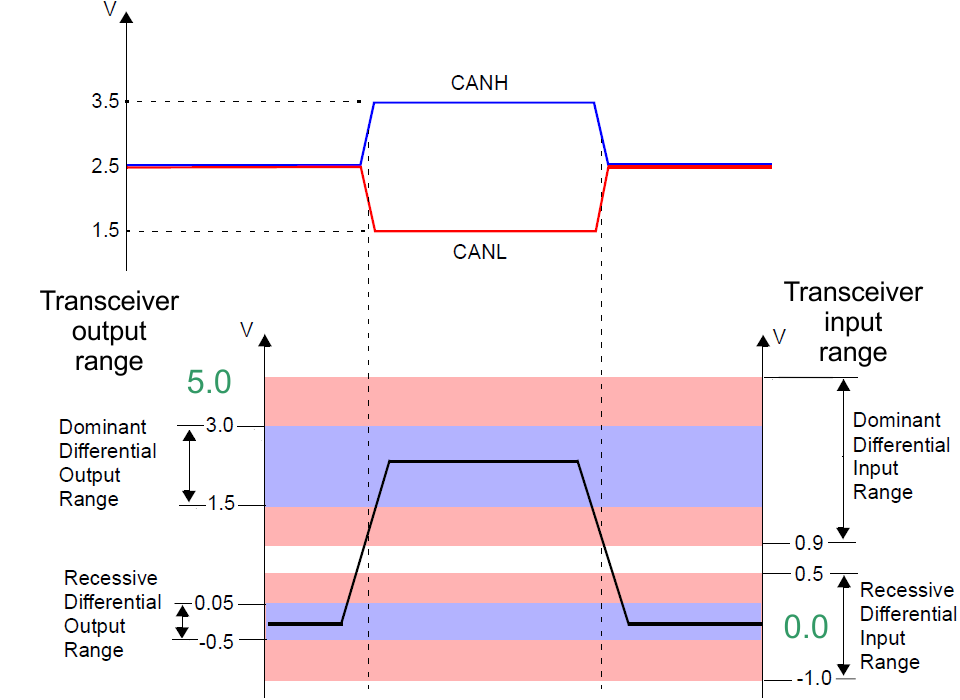 V
CANH
3.5
2.5
1.5
CANL
Transceiver
output
range
Transceiver
input
range
V
V
5.0
3.0
Dominant
Differential
Output
Range
1.5
Dominant
Differential
Input
Range
0.9
0.5
Recessive
Differential
Output
Range
0.05
-0.5
0.0
Recessive
Differential
Input
Range
-1.0